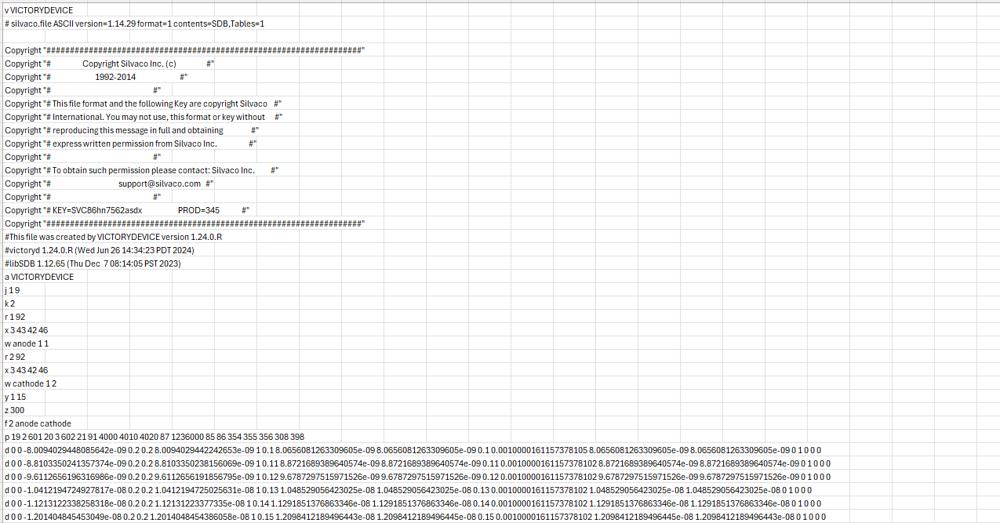 v VICTORYDEVICE
# silvaco.file ASCII version=1.14.29 format=1 contents=SDB,Tables=1
Copyright "###################################################################"
Copyright "# Copyright Silvaco Inc. (c) #"
Copyright "# 1992-2014 #"
Copyright "# #"
Copyright "# This file format and the following Key are copyright Silvaco #"
Copyright "# International. You may not use, this format or key without #"
Copyright "# reproducing this message in full and obtaining #"
Copyright "# express written permission from Silvaco Inc. #"
Copyright "# #"
Copyright "# To obtain such permission please contact: Silvaco Inc. #"
Copyright "# support@silvaco.com #"
Copyright "# #"
Copyright "# KEY=SVC86hn7562asdx PROD=345 #"
Copyright "###################################################################"
#This file was created by VICTORYDEVICE version 1.24.0.R
#victoryd 1.24.0.R (Wed Jun 26 14:34:23 PDT 2024)
#libSDB 1.12.65 (Thu Dec 7 08:14:05 PST 2023)
a VICTORYDEVICE
j 1 9
k 2
r 1 92
x 3 43 42 46
w anode 1 1
r 2 92
x 3 43 42 46
w cathode 1 2
y 1 15
z 300
f 2 anode cathode
p 19 2 601 20 3 602 21 91 4000 4010 4020 87 1236000 85 86 354 355 356 308 398
d 0 0 -8.0094029448085642e-09 0.2 0.2 8.0094029442242653e-09 1 0.1 8.0656081263309605e-09 8.0656081263309605e-09 0.1 0.0010000161157378105 8.0656081263309605e-09 8.0656081263309605e-09 0 1 0 0 0
d 0 0 -8.8103350241357374e-09 0.2 0.2 8.8103350238156069e-09 1 0.11 8.8721689389640574e-09 8.8721689389640574e-09 0.11 0.0010000161157378102 8.8721689389640574e-09 8.8721689389640574e-09 0 1 0 0 0
d 0 0 -9.6112656196316986e-09 0.2 0.2 9.6112656191856795e-09 1 0.12 9.6787297515971526e-09 9.6787297515971526e-09 0.12 0.0010000161157378102 9.6787297515971526e-09 9.6787297515971526e-09 0 1 0 0 0
d 0 0 -1.0412194724927817e-08 0.2 0.2 1.0412194725025631e-08 1 0.13 1.048529056423025e-08 1.048529056423025e-08 0.13 0.0010000161157378102 1.048529056423025e-08 1.048529056423025e-08 0 1 0 0 0
d 0 0 -1.1213122338258318e-08 0.2 0.2 1.12131223377335e-08 1 0.14 1.1291851376863346e-08 1.1291851376863346e-08 0.14 0.0010000161157378102 1.1291851376863346e-08 1.1291851376863346e-08 0 1 0 0 0
d 0 0 -1.201404845453049e-08 0.2 0.2 1.2014048454386058e-08 1 0.15 1.2098412189496443e-08 1.2098412189496445e-08 0.15 0.0010000161157378102 1.2098412189496445e-08 1.2098412189496443e-08 0 1 0 0 0